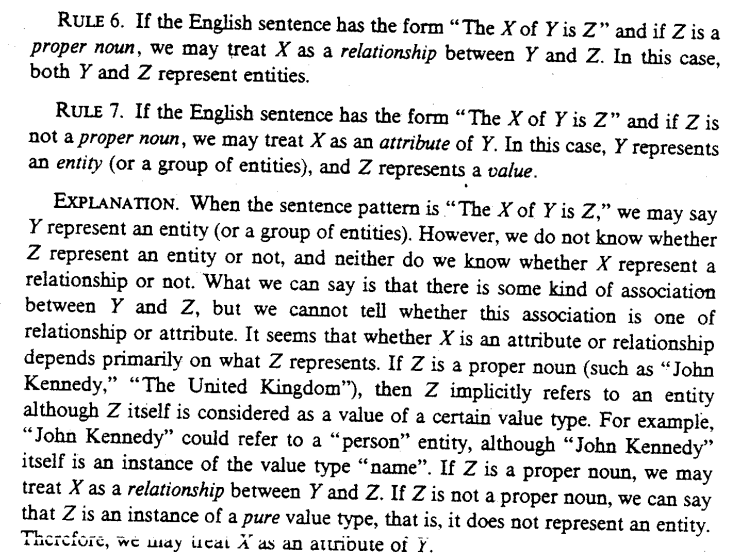 RULE 6. If the English sentence has the form “The X of Y is Z” and if Z is a
proper noun, we may treat X as a relationship between Y and Z. In this case,
both Y and Z represent entities.
RULE 7. If the English sentence has the form “The X of Y is Z” and if Z is
not a proper noun, we may treat X as an attribute of Y. In this case, Y represents
an entity (or a group of entities), and Z represents a value.
EXPLANATION. When the sentence pattern is “The X of Y is Z,” we may say
Y represent an entity (or a group of entities). However, we do not know whether
Z represent an entity or not, and neither do we know whether X represent a
relationship or not. What we can say is that there is some kind of association
between Y and Z, but we cannot tell whether this association is one of
relationship or attribute. It seems that whether X is an attribute or relationship
depends primarily on what Z represents. If Z is a proper noun (such as “John
Kennedy,” “The United Kingdom”), then Z implicitly refers to an entity
although Z itself is considered as a value of a certain value type. For example,
“John Kennedy” could refer to a “person” entity, although “John Kennedy”
itself is an instance of the value type “name”. If Z is a proper noun, we may
treat X as a relationship between Y and Z. If Z is not a proper noun, we can say
that Z is an instance of a pure value type, that is, it does not represent an entity.
Therefore, we may treat X as an attribute of Y.